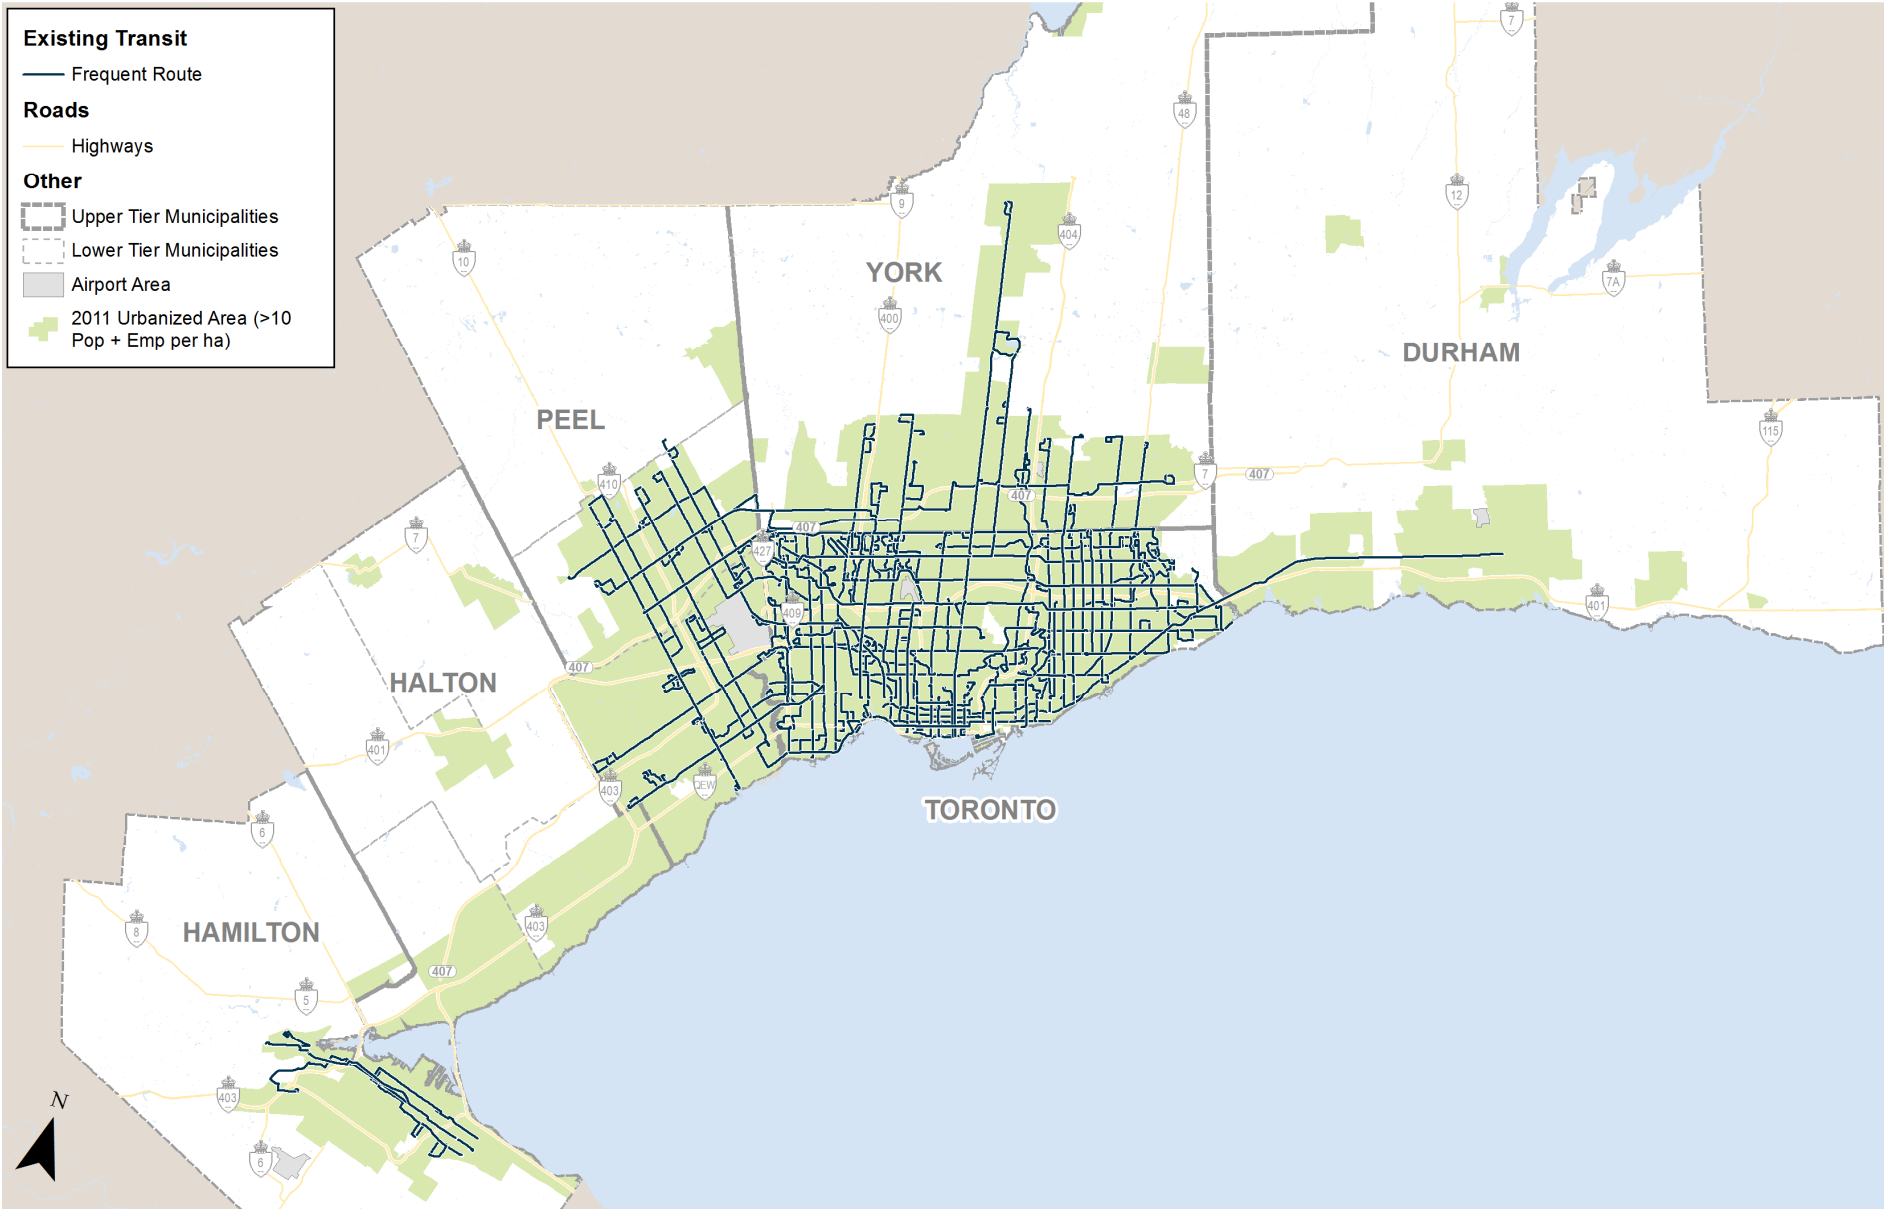 Existing Transit
Frequent Route
Roads
Highways
Other
Upper Tier Municipalities
Lower Tier Municipalities
Airport Area
2011 Urbanized Area (>10
Pop + Emp per ha)
7
48
12
9
404
10
YORK
7A
400
DURHAM
PEEL
115
410
7
407
407
7
407
427
409
401
407
HALTON
401
403
QEW
TORONTO
6
403
8
HAMILTON
407
5
N
403
6